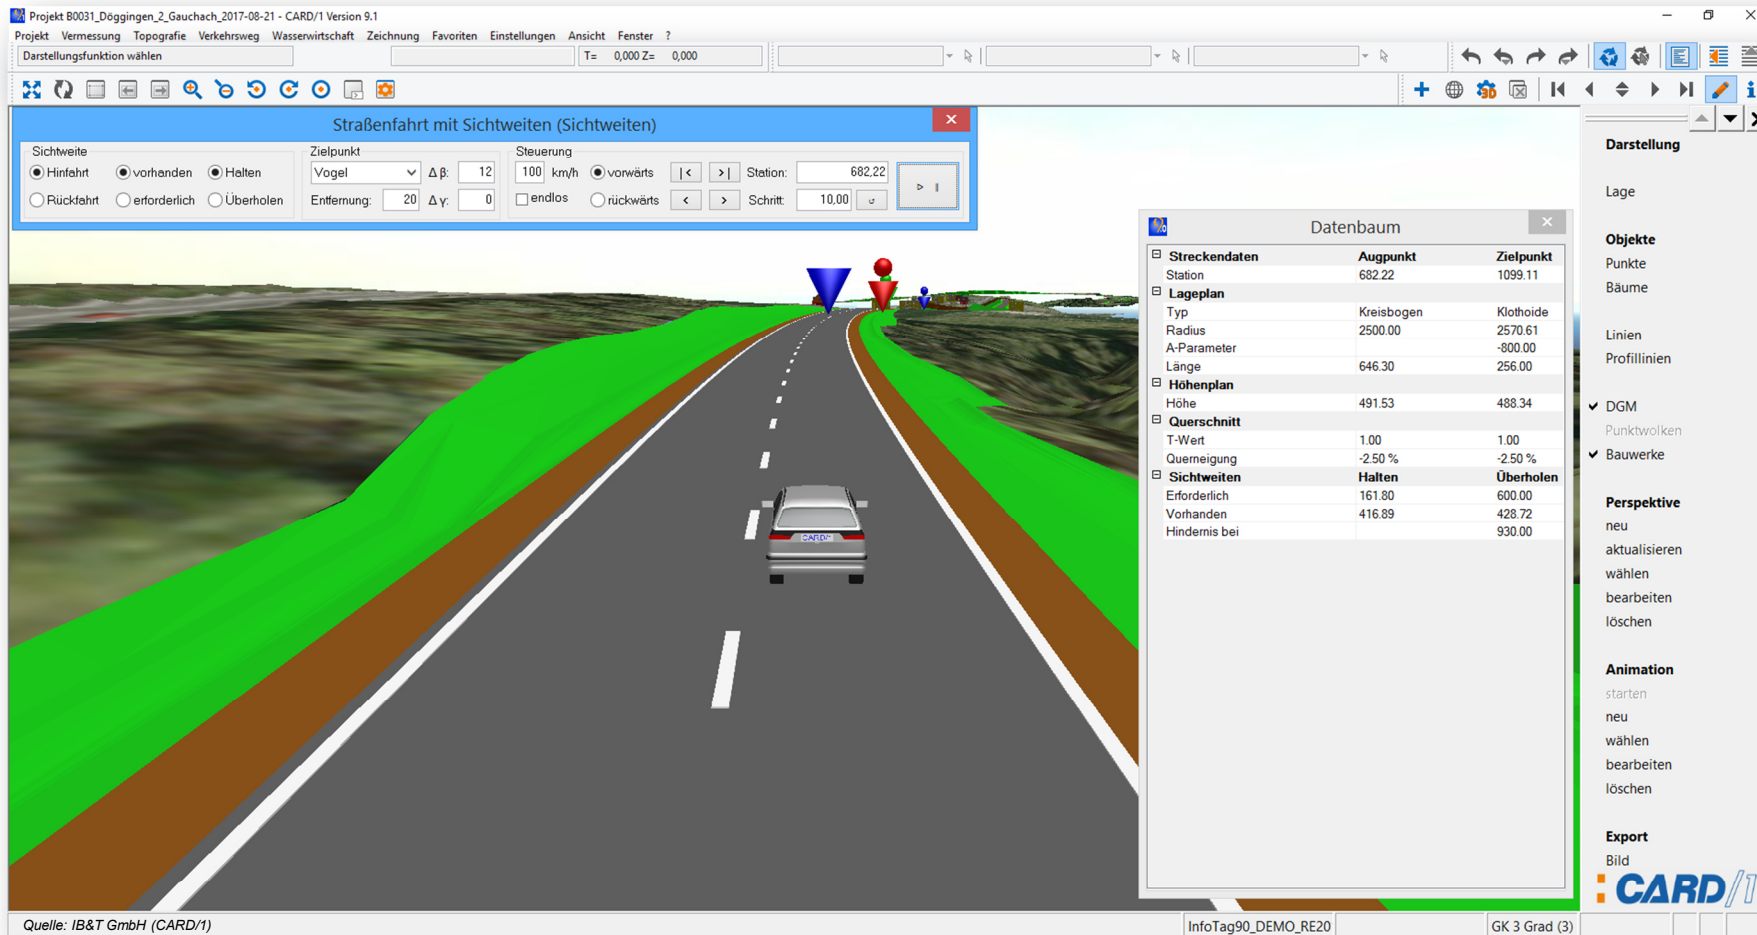 Projekt B0031_Döggingen_2_Gauchach_2017-08-21 - CARD/1 Version 9.1
Projekt Vermessung Topografie Verkehrsweg Wasserwirtschaft Zeichnung Favoriten Einstellungen Ansicht Fenster ?
Darstellungsfunktion wählen T= 0,000 Z= 0,000
3D
Straßenfahrt mit Sichtweiten (Sichtweiten)
Sichtweite Zielpunkt Steuerung
Hinfahrt vorhanden Halten Vogel Δ β: 12 100 km/h vorwärts |< >| Station: 682,22
Rückfahrt erforderlich Überholen Entfernung: 20 Δ γ: 0 endlos rückwärts < > Schritt: 10,00
Datenbaum
Streckendaten Augpunkt Zielpunkt
Station 682.22 1099.11
Lageplan
Typ Kreisbogen Klothoide
Radius 2500.00 2570.61
A-Parameter -800.00
Länge 646.30 256.00
Höhenplan
Höhe 491.53 488.34
Querschnitt
T-Wert 1.00 1.00
Querneigung -2.50 % -2.50 %
Sichtweiten Halten Überholen
Erforderlich 161.80 600.00
Vorhanden 416.89 428.72
Hindernis bei 930.00
Darstellung
Lage
Objekte
Punkte
Bäume
Linien
Profillinien
DGM
Punktwolken
Bauwerke
Perspektive
neu
aktualisieren
wählen
bearbeiten
löschen
Animation
starten
neu
wählen
bearbeiten
löschen
Export
Bild
CARD/1
CARD/1
Quelle: IB&T GmbH (CARD/1) InfoTag90_DEMO_RE20 GK 3 Grad (3)